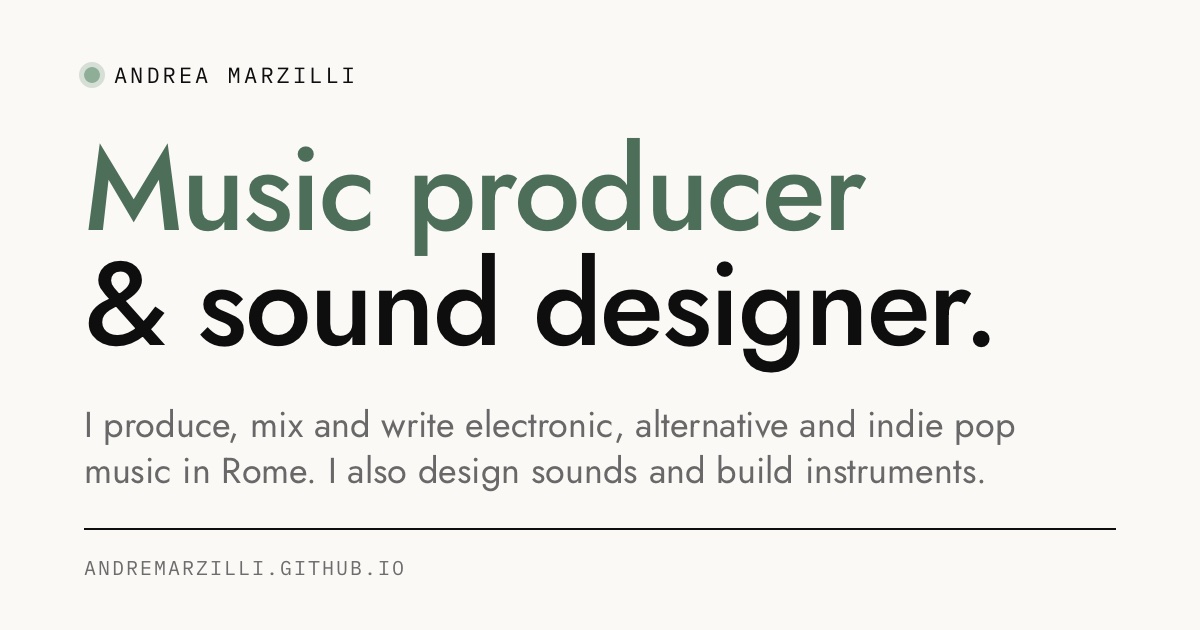 ANDREA MARZILLI
Music producer
& sound designer.
I produce, mix and write electronic, alternative and indie pop
music in Rome. I also design sounds and build instruments.
ANDREMARZILLI.GITHUB.IO